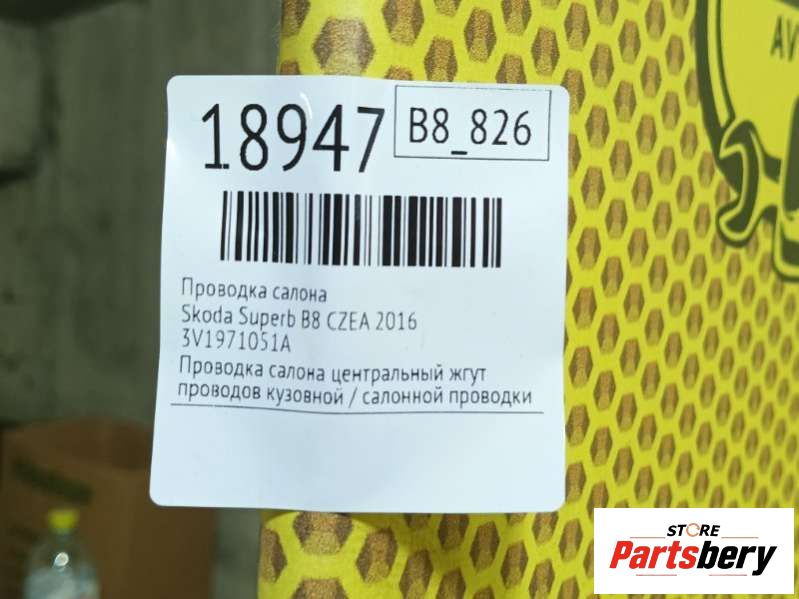 18947
B8_826
Проводка салона
Skoda Superb B8 CZEA 2016
3V1971051A
Проводка салона центральный жгут
проводов кузовной / салонной проводки
STORE
Partsbery